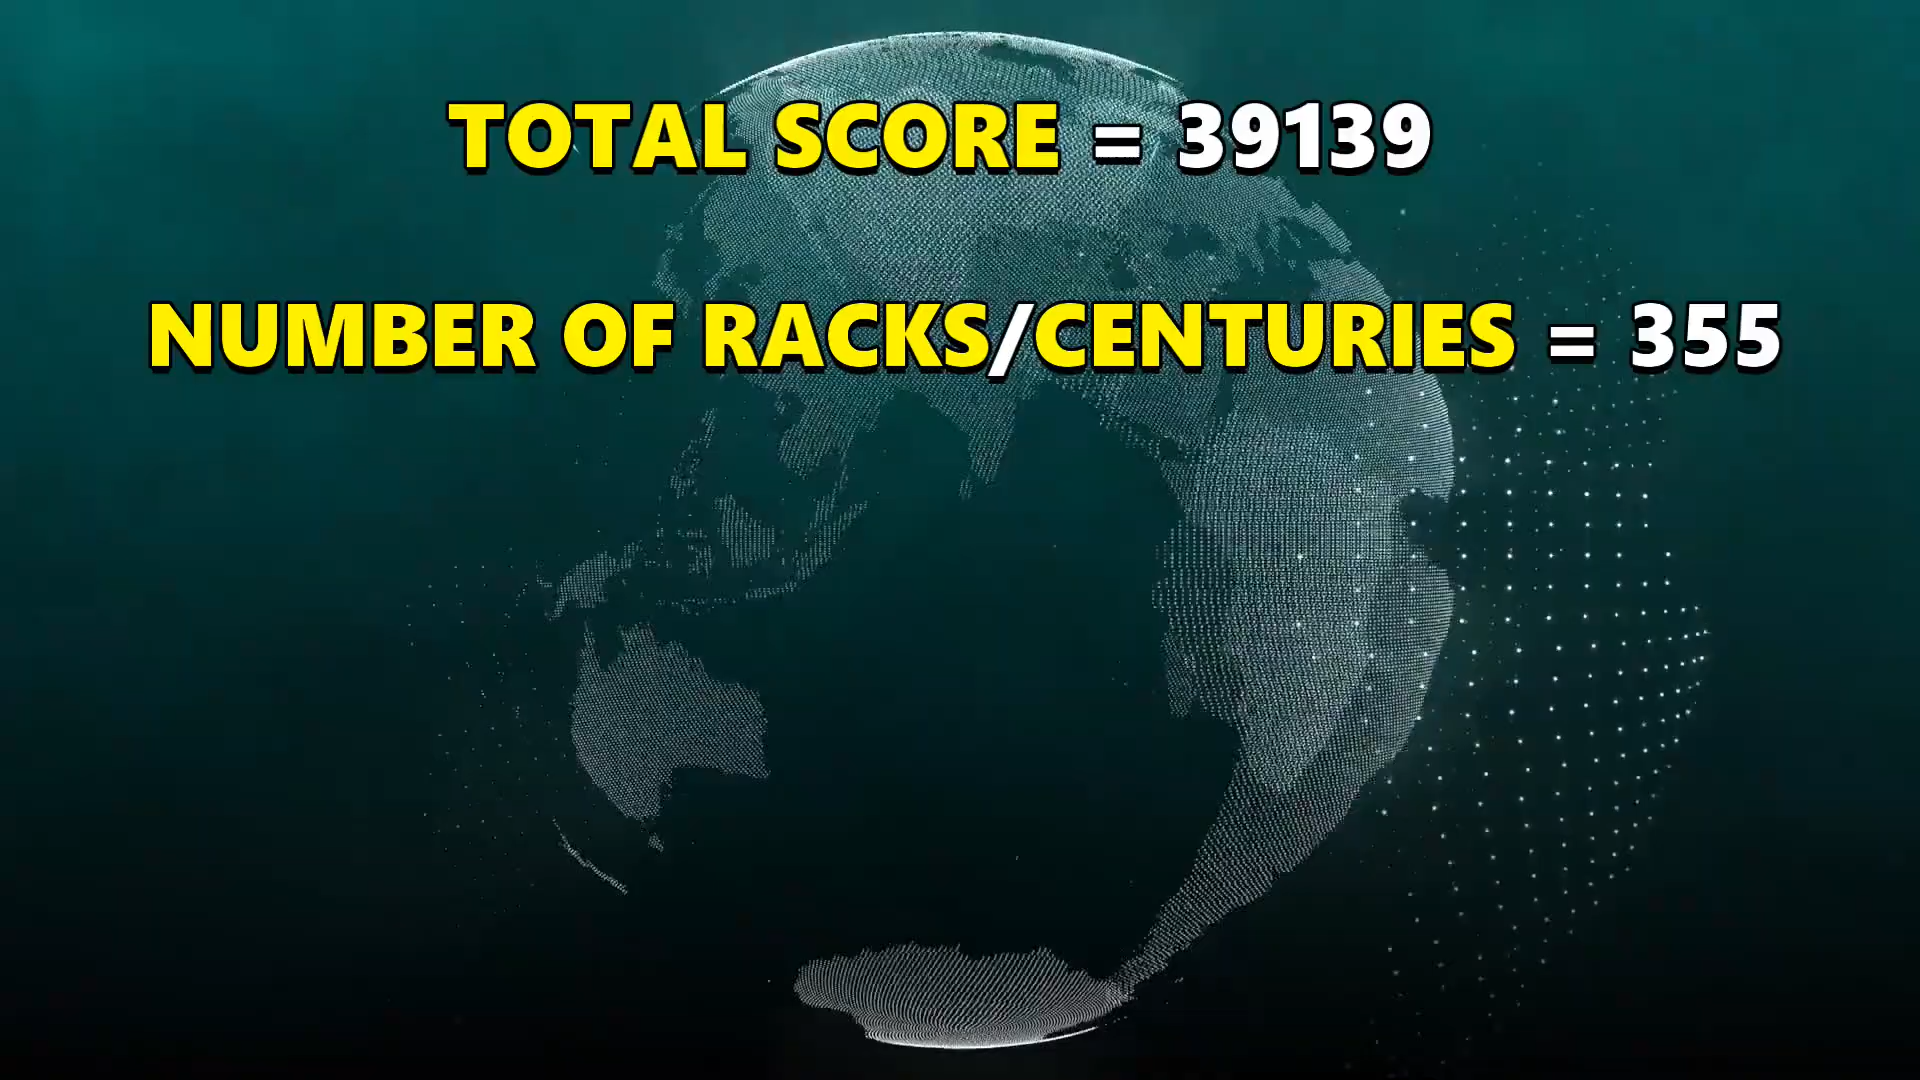 TOTAL SCORE = 39139
NUMBER OF RACKS/CENTURIES = 355